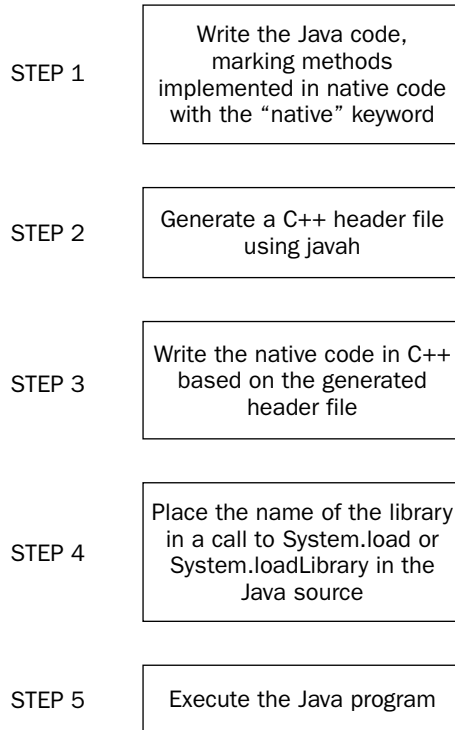 STEP 1
Write the Java code,
marking methods
implemented in native code
with the “native” keyword
STEP 2
Generate a C++ header file
using javah
STEP 3
Write the native code in C++
based on the generated
header file
STEP 4
Place the name of the library
in a call to System.load or
System.loadLibrary in the
Java source
STEP 5
Execute the Java program